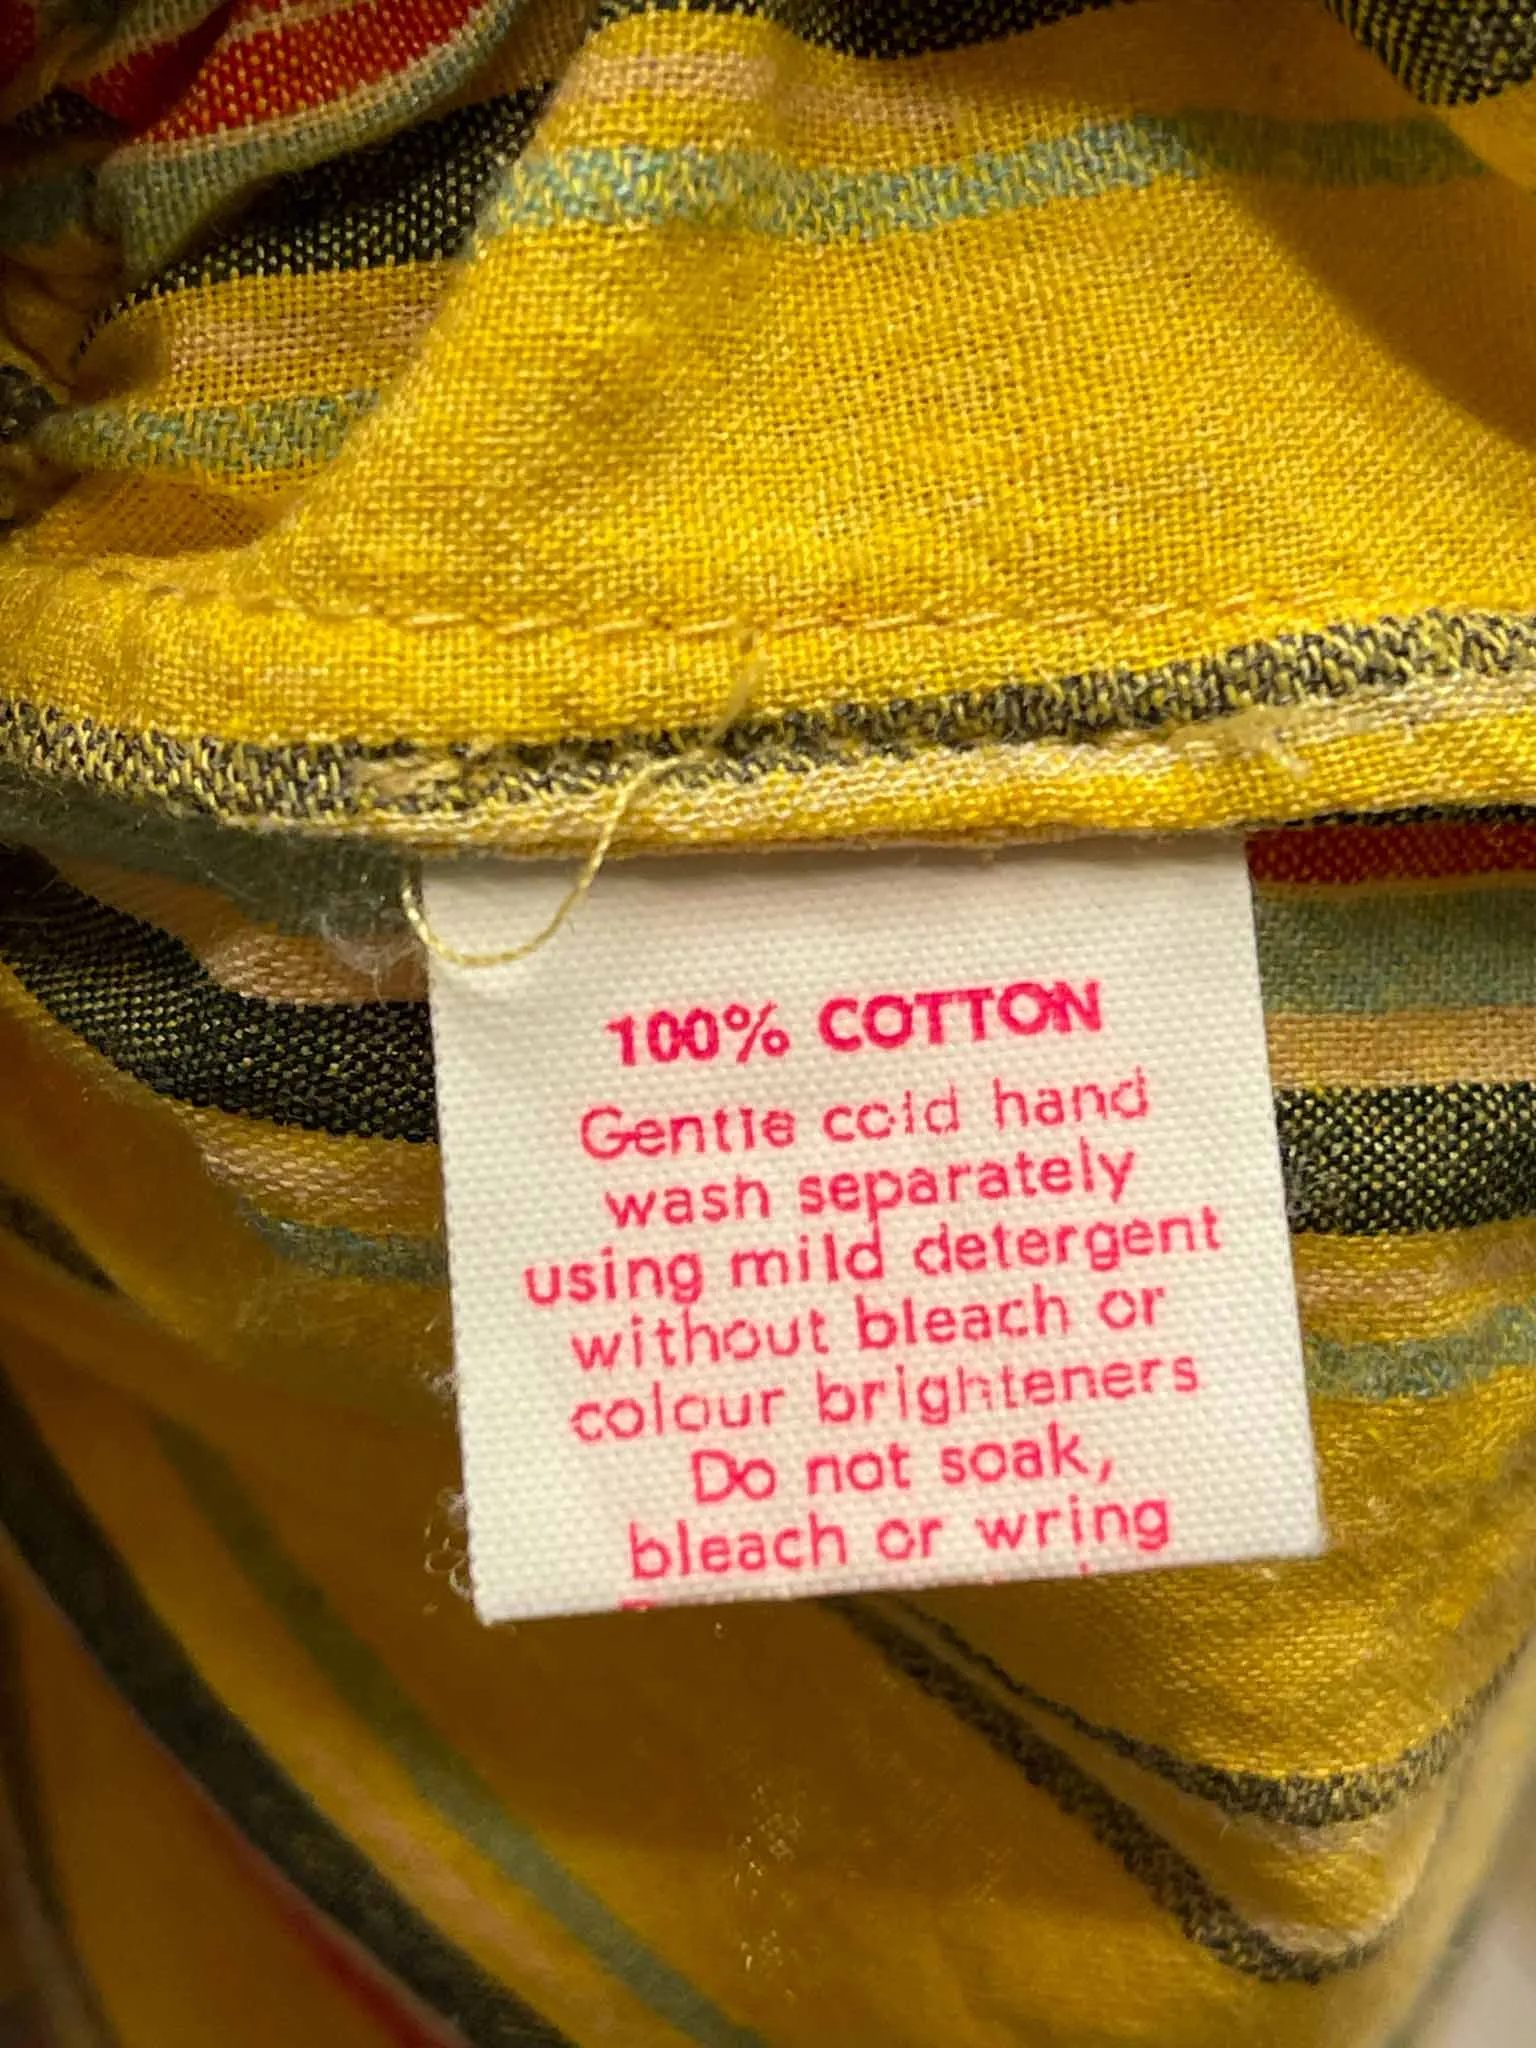 100% COTTON
Gentle cold hand
wash separately
using mild detergent
without bleach or
colour brighteners
Do not soak,
bleach or wring